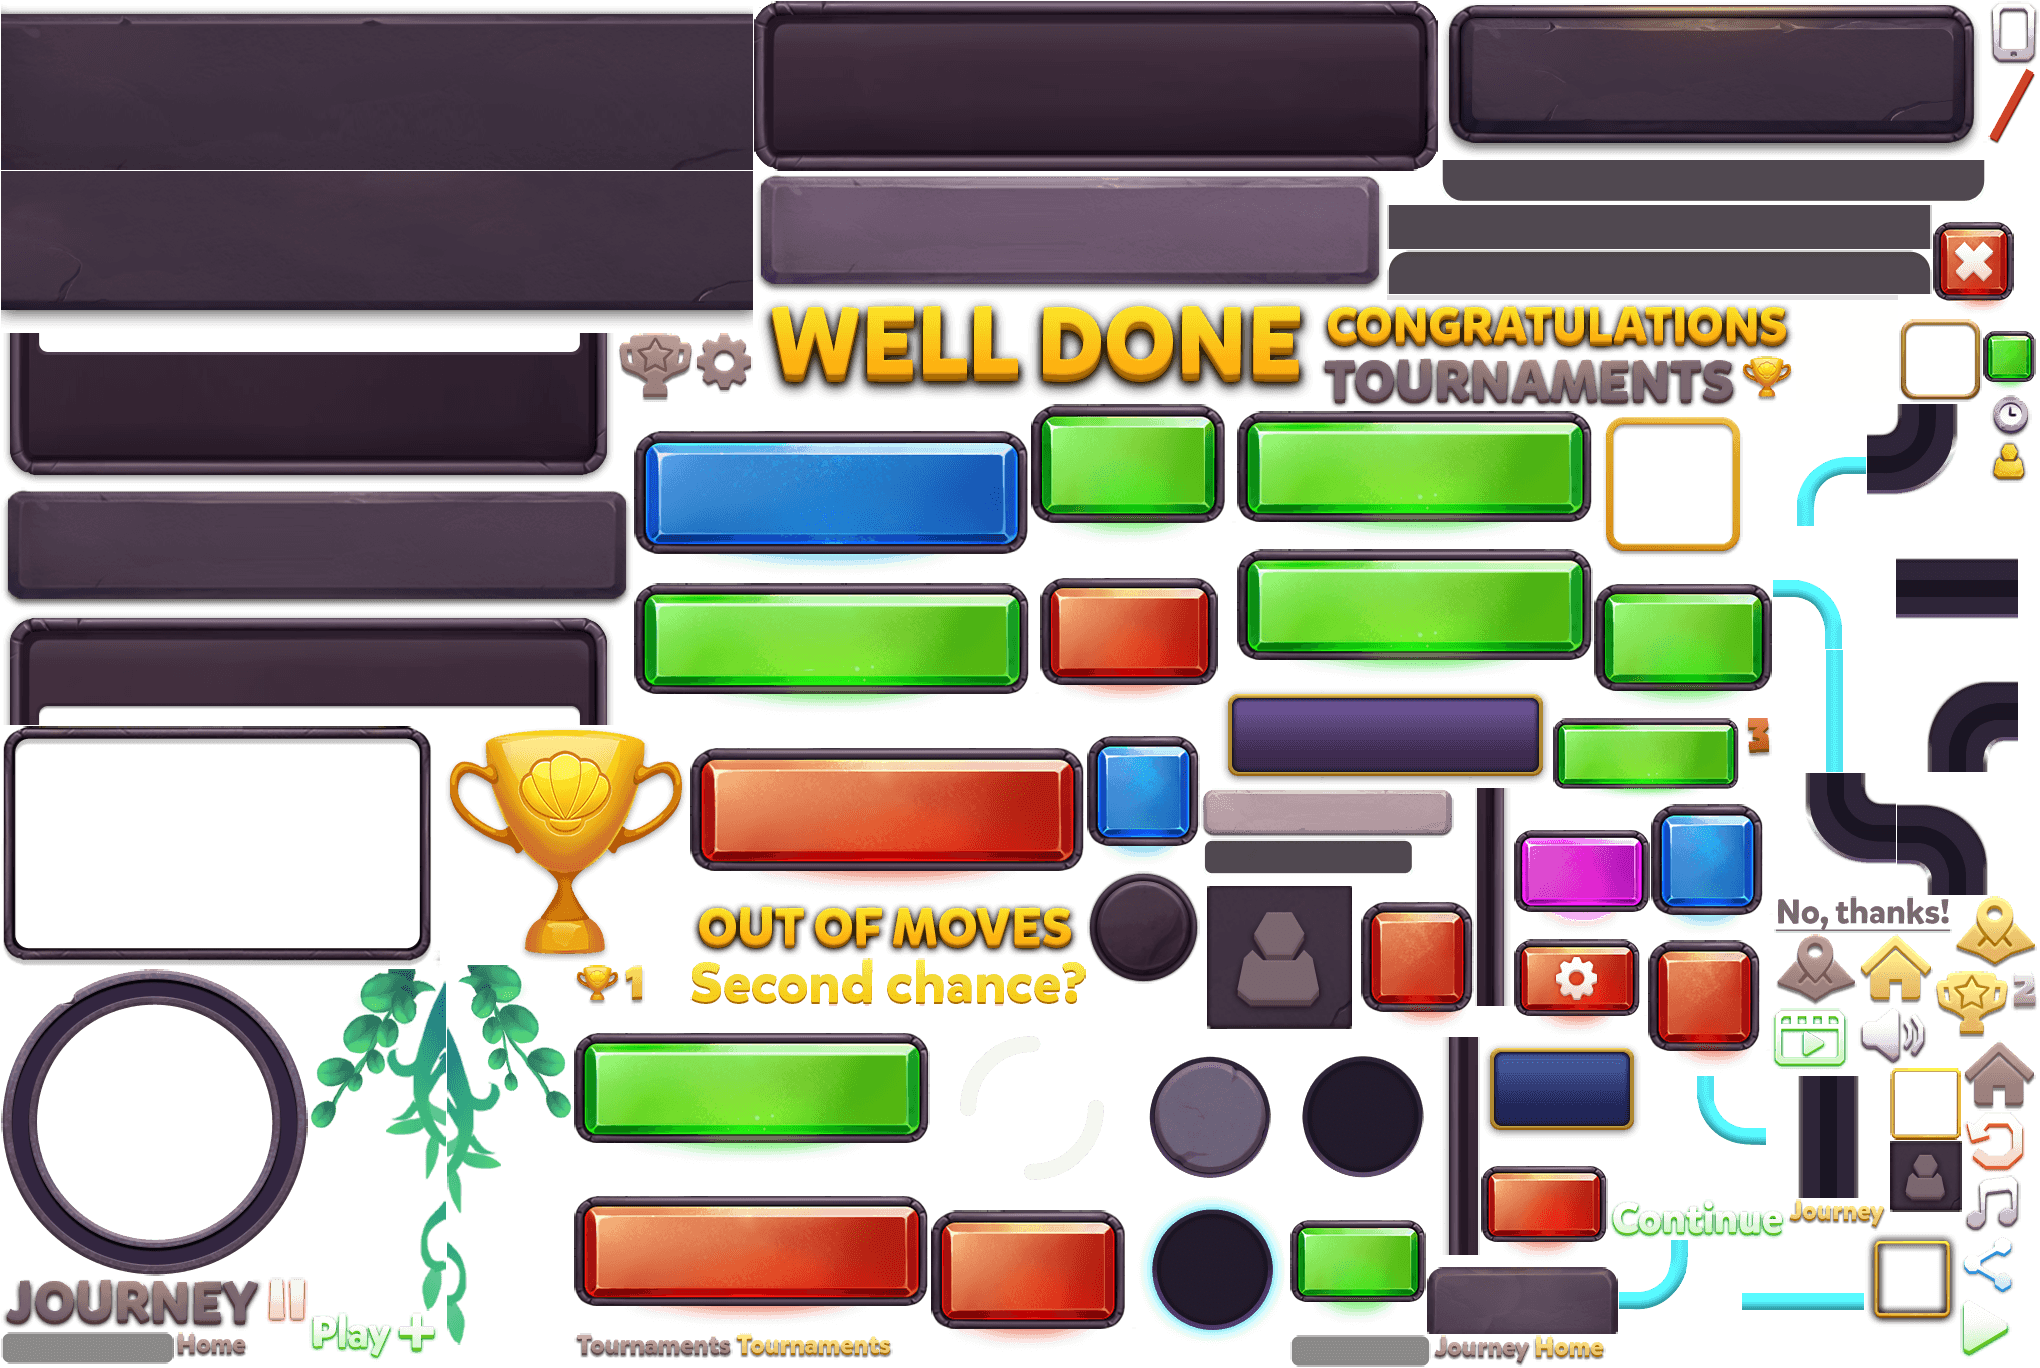 WELL DONE
CONGRATULATIONS
TOURNAMENTS
3
OUT OF MOVES
Second chance?
1
No, thanks!
2
Continue
Journey
JOURNEY
Play
Home
Tournaments Tournaments
Journey Home